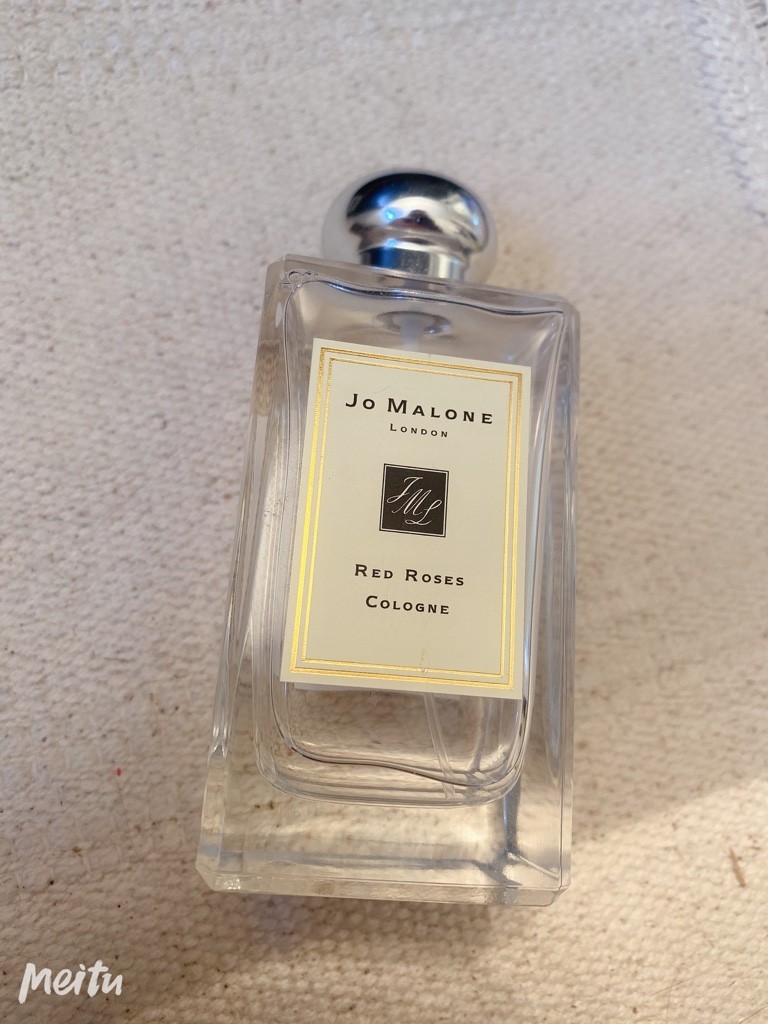 Jo Malone
London
JML
Red Roses
Cologne
Meitu